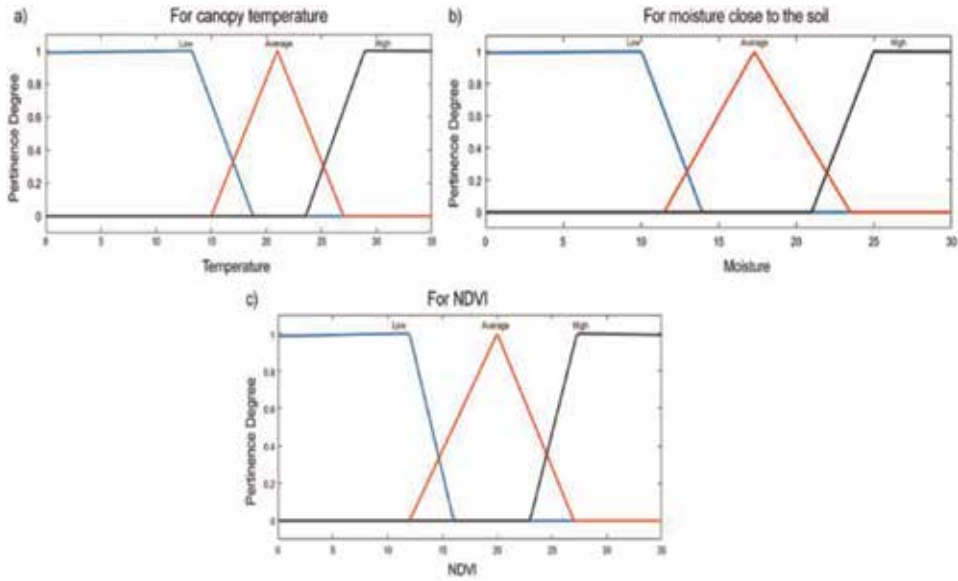 a) For canopy temperature
Low Average High
1
0.8
0.6
0.4
0.2
0
Pertinence Degree
0 5 10 15 20 25 30 35
Temperature
b) For moisture close to the soil
Low Average High
1
0.8
0.6
0.4
0.2
0
Pertinence Degree
0 5 10 15 20 25 30
Moisture
c) For NDVI
Low Average High
1
0.8
0.6
0.4
0.2
0
Pertinence Degree
0 5 10 15 20 25 30 35
NDVI